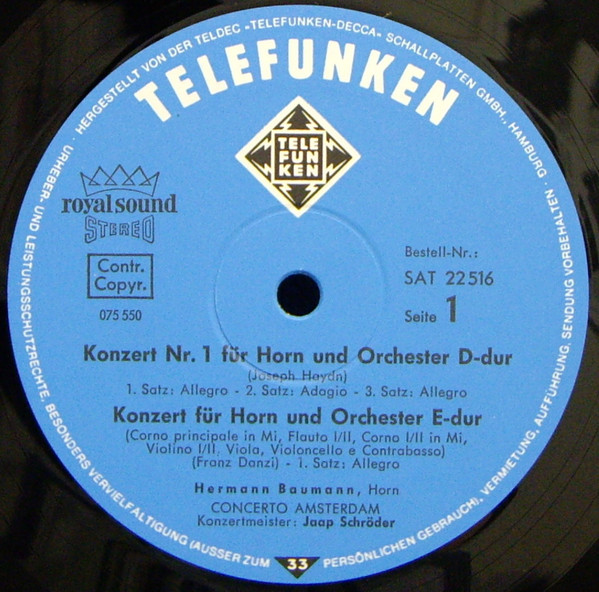 · HERGESTELLT VON DER TELDEC »TELEFUNKEN-DECCA« SCHALLPLATTEN GMBH., HAMBURG ·
TELEFUNKEN
TELE
FUN
KEN
royal sound
STEREO
Contr.
Copyr.
075 550
Bestell-Nr.:
SAT 22516
Seite 1
Konzert Nr. 1 für Horn und Orchester D-dur
(Joseph Haydn)
1. Satz: Allegro - 2. Satz: Adagio - 3. Satz: Allegro
Konzert für Horn und Orchester E-dur
(Corno principale in Mi, Flauto I/II, Corno I/II in Mi,
Violino I/II, Viola, Violoncello e Contrabasso)
(Franz Danzi) - 1. Satz: Allegro
Hermann Baumann, Horn
CONCERTO AMSTERDAM
Konzertmeister: Jaap Schröder
URHEBER- UND LEISTUNGSSCHUTZRECHTE, BESONDERS VERVIELFALTIGUNG (AUSSER ZUM
33
PERSÖNLICHEN GEBRAUCH), VERMIETUNG, AUFFÜHRUNG, SENDUNG VORBEHALTEN